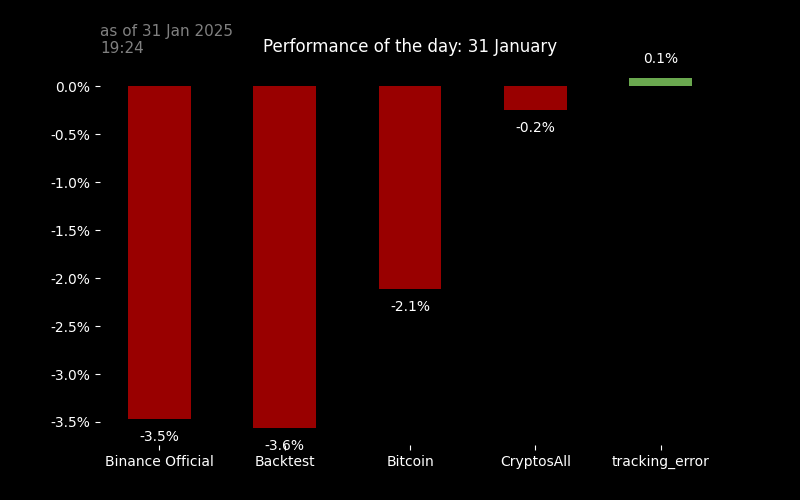 as of 31 Jan 2025
19:24
Performance of the day: 31 January
0.1%
0.0%
-0.2%
-0.5%
-1.0%
-1.5%
-2.0%
-2.1%
-2.5%
-3.0%
-3.5%
-3.5%
-3.6%
Binance Official
Backtest
Bitcoin
CryptosAll
tracking_error